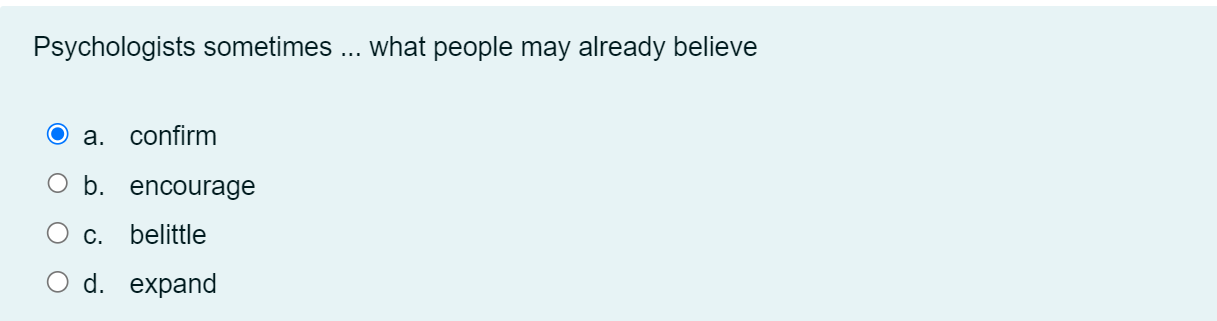 Psychologists sometimes ... what people may already believe
a. confirm
b. encourage
c. belittle
d. expand